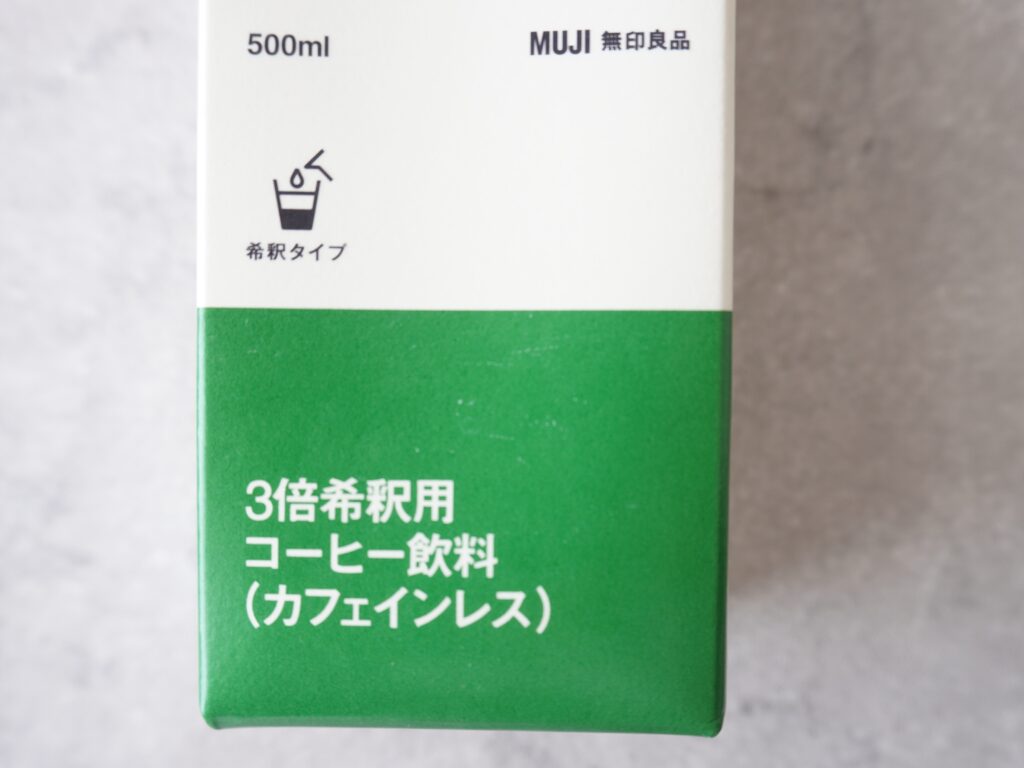 500ml
MUJI 無印良品
希釈タイプ
3倍希釈用
コーヒー飲料
(カフェインレス)